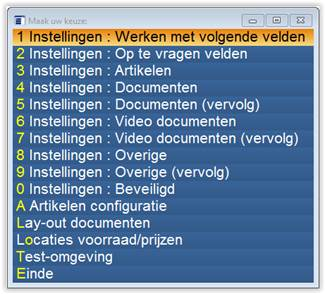 Maak uw keuze:
1 Instellingen : Werken met volgende velden
2 Instellingen : Op te vragen velden
3 Instellingen : Artikelen
4 Instellingen : Documenten
5 Instellingen : Documenten (vervolg)
6 Instellingen : Video documenten
7 Instellingen : Video documenten (vervolg)
8 Instellingen : Overige
9 Instellingen : Overige (vervolg)
0 Instellingen : Beveiligd
A Artikelen configuratie
Lay-out documenten
Locaties voorraad/prijzen
Test-omgeving
Einde